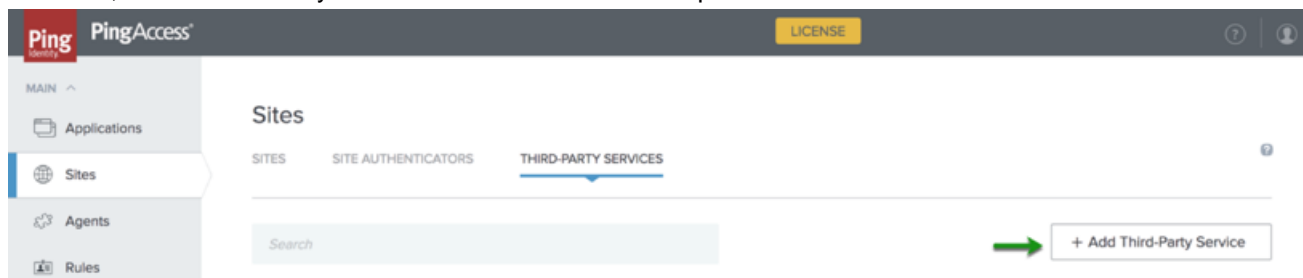 Ping
Identity
PingAccess®
LICENSE
MAIN
Applications
Sites
Agents
Rules
Sites
SITES SITE AUTHENTICATORS THIRD-PARTY SERVICES
Search
+ Add Third-Party Service